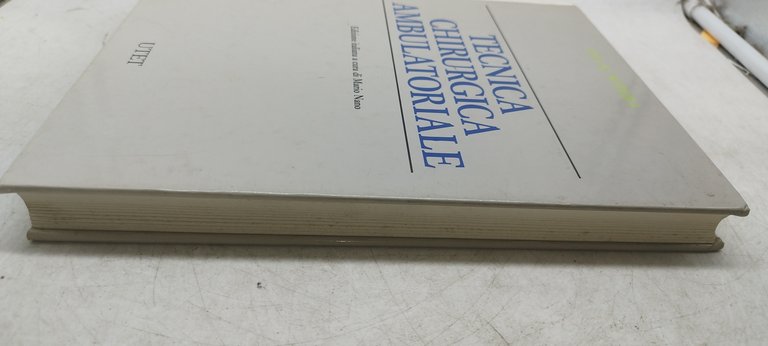 TECNICA
CHIRURGICA
AMBULATORIALE
Edizione italiana a cura di Mario Nano
UTET